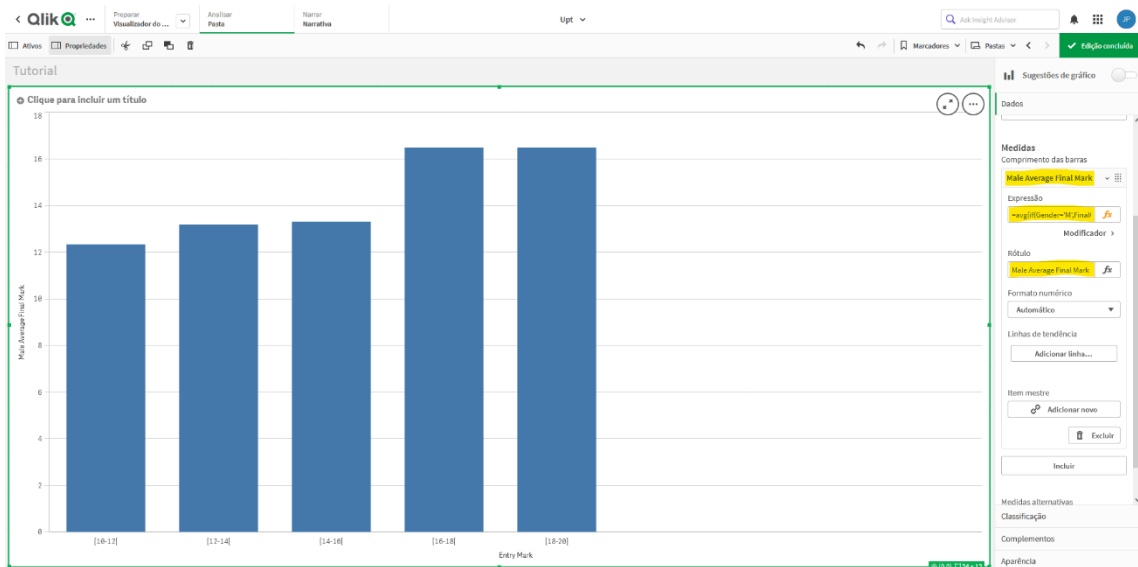 Qlik
Preparar
Visualizador do ...
Analisar
Pasta
Narrar
Narrativa
Upt
Ask Insight Advisor
JP
Ativos
Propriedades
Marcadores
Pastas
Edição concluída
Tutorial
Sugestões de gráfico
Clique para incluir um título
Dados
18
16
14
12
10
8
6
4
2
0
Male Average Final Mark
[10-12[
[12-14[
[14-16[
[16-18[
[18-20]
Entry Mark
Medidas
Comprimento das barras
Male Average Final Mark
Expressão
=avg(if(Gender='M',Final
Modificador >
Rótulo
Male Average Final Mark
fx
Formato numérico
Automático
Linhas de tendência
Adicionar linha...
Item mestre
Adicionar novo
Excluir
Incluir
Medidas alternativas
Classificação
Complementos
Aparência